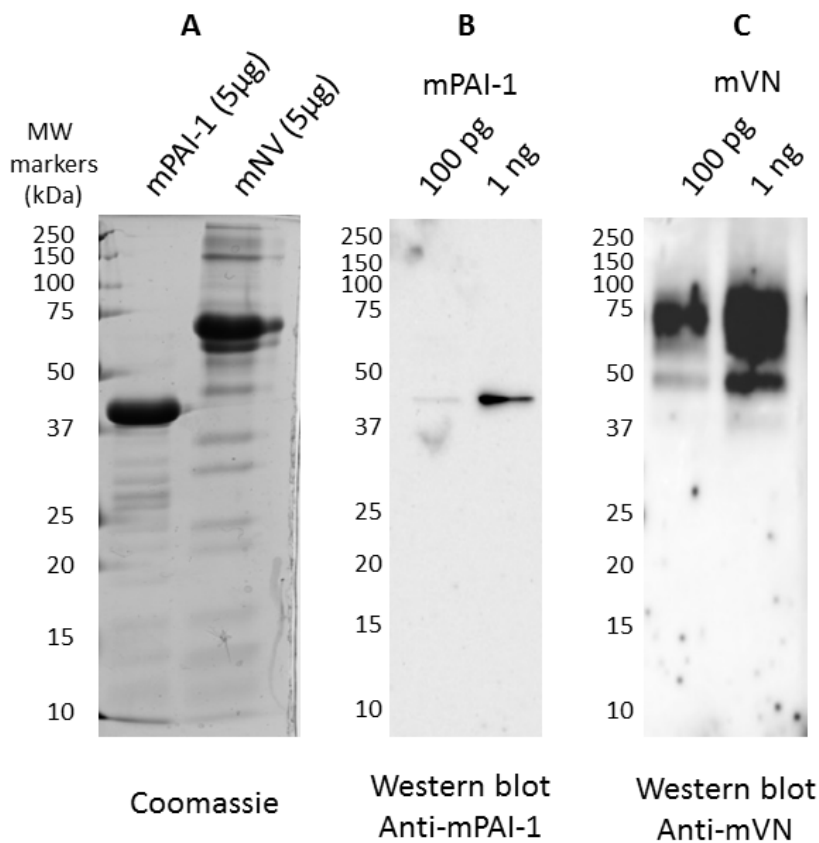 A
mPAI-1 (5µg)
mNV (5µg)
MW
markers
(kDa)
250
150
100
75
50
37
25
20
15
10
Coomassie
B
mPAI-1
100 pg
1 ng
250
150
100
75
50
37
25
20
15
10
Western blot
Anti-mPAI-1
C
mVN
100 pg
1 ng
250
150
100
75
50
37
25
20
15
10
Western blot
Anti-mVN